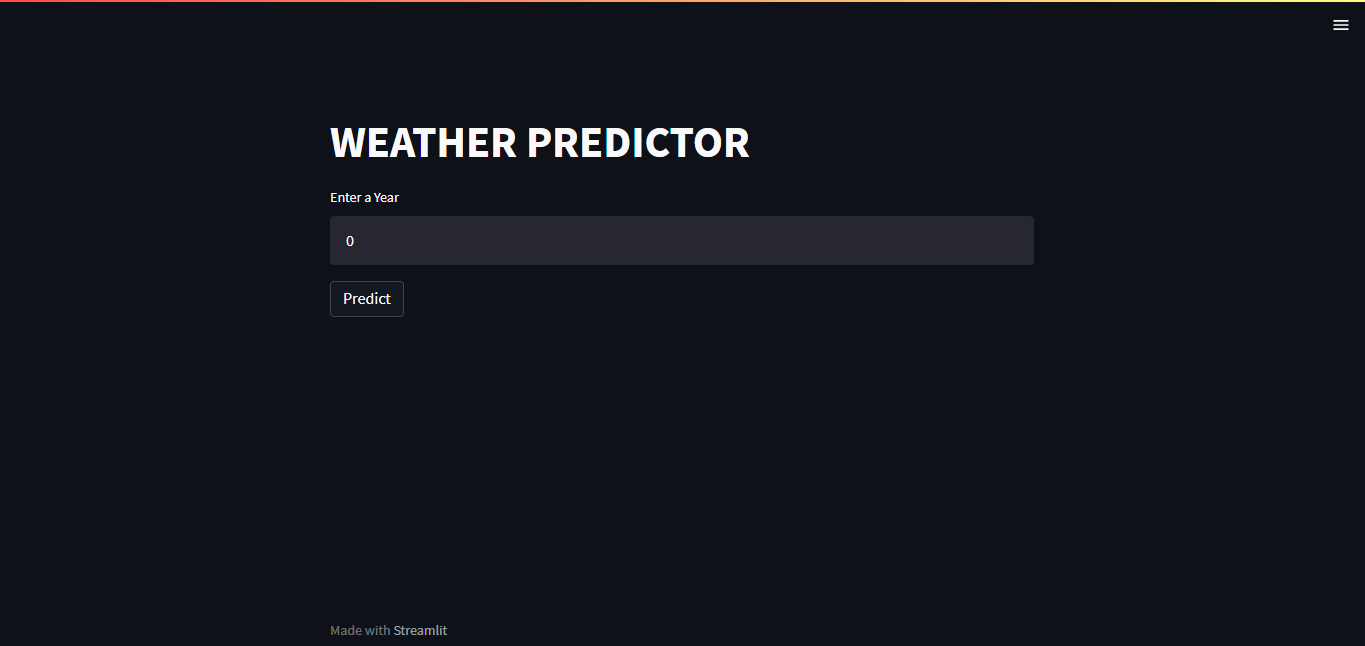 WEATHER PREDICTOR
Enter a Year
0
Predict
Made with Streamlit